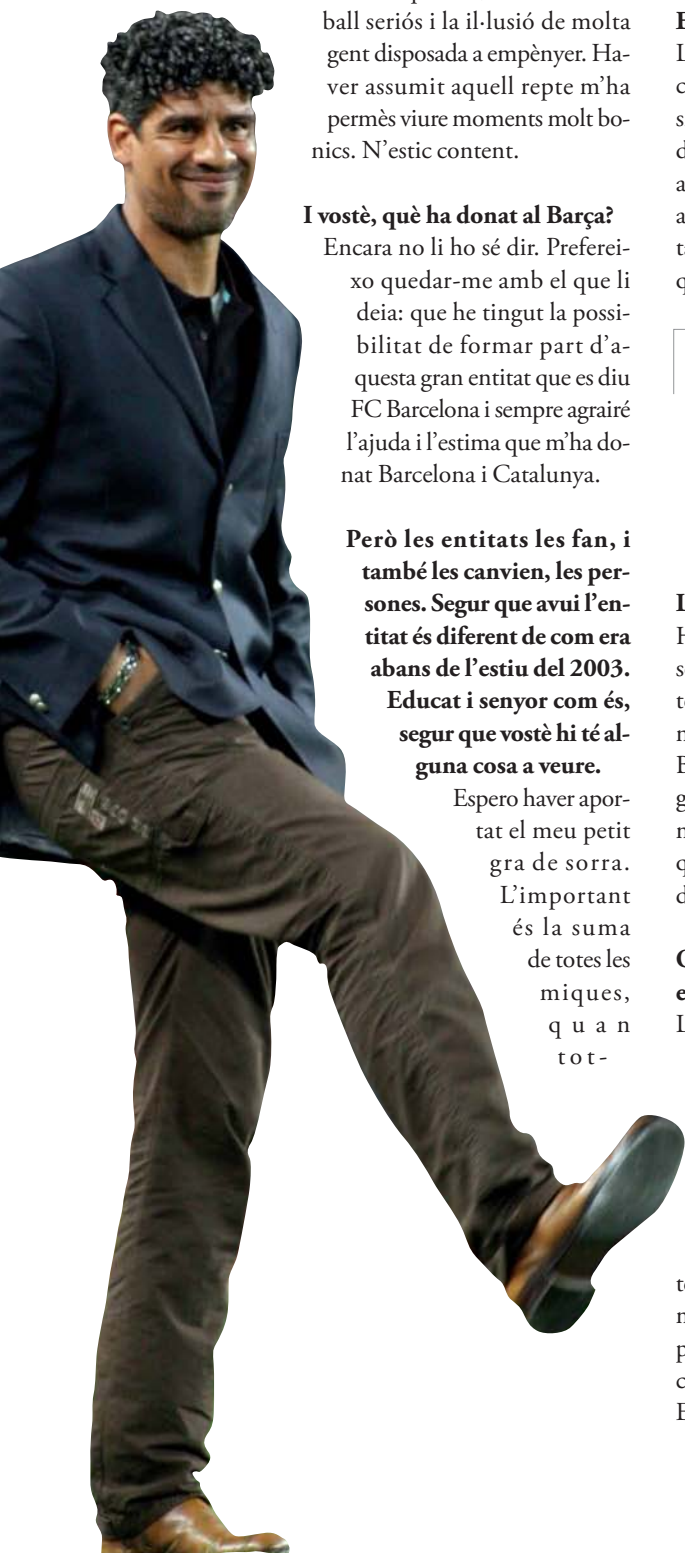 ball seriós i la il·lusió de molta
gent disposada a empènyer. Ha-
ver assumit aquell repte m’ha
permès viure moments molt bo-
nics. N’estic content.
I vostè, què ha donat al Barça?
Encara no li ho sé dir. Preferei-
xo quedar-me amb el que li
deia: que he tingut la possi-
bilitat de formar part d’a-
questa gran entitat que es diu
FC Barcelona i sempre agrairé
l’ajuda i l’estima que m’ha do-
nat Barcelona i Catalunya.
Però les entitats les fan, i
també les canvien, les per-
sones. Segur que avui l’en-
titat és diferent de com era
abans de l’estiu del 2003.
Educat i senyor com és,
segur que vostè hi té al-
guna cosa a veure.
Espero haver apor-
tat el meu petit
gra de sorra.
L’important
és la suma
de totes les
miques,
quan
tot-